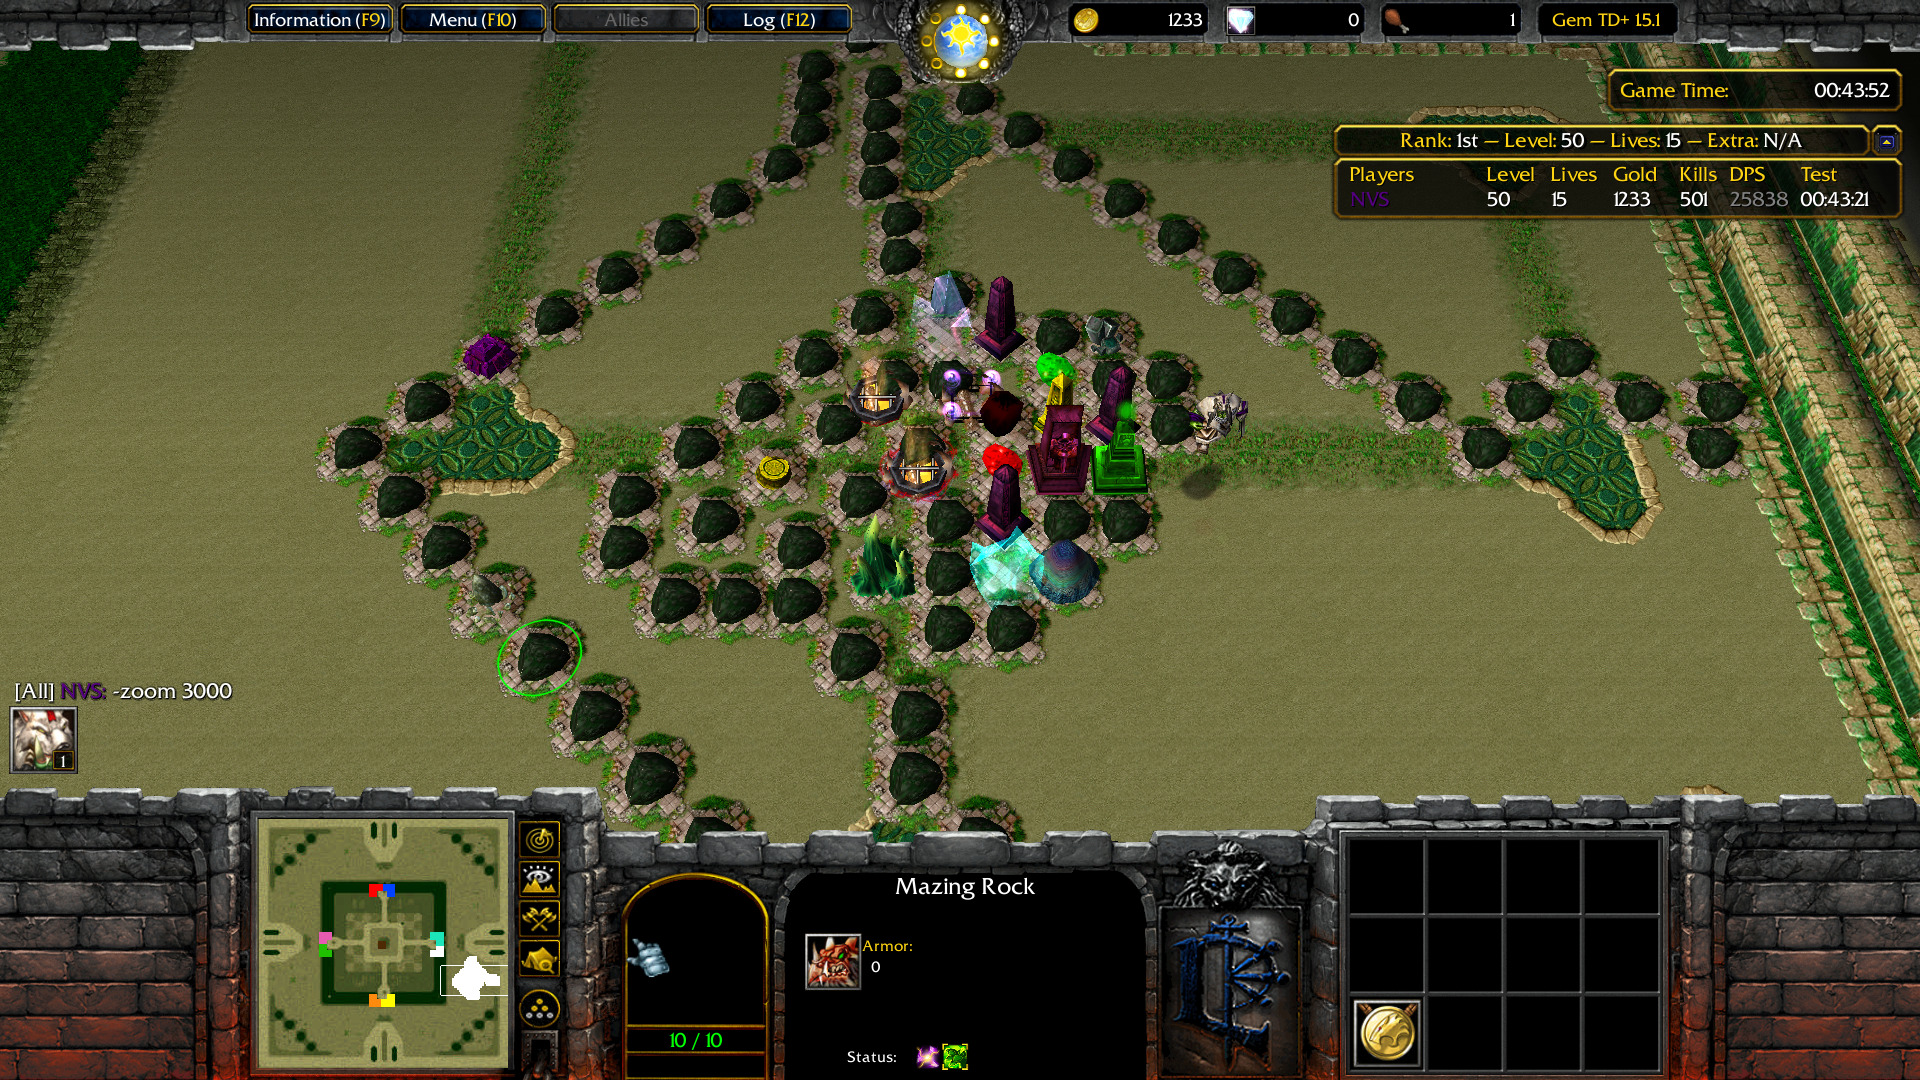 Information (F9) Menu (F10) Allies Log (F12) 1233 0 1 Gem TD+ 15.1
Game Time: 00:43:52
Rank: 1st — Level: 50 — Lives: 15 — Extra: N/A
Players Level Lives Gold Kills DPS Test
NVS 50 15 1233 501 25838 00:43:21
[All] NVS: -zoom 3000
1
Mazing Rock
Armor:
0
10 / 10
Status: